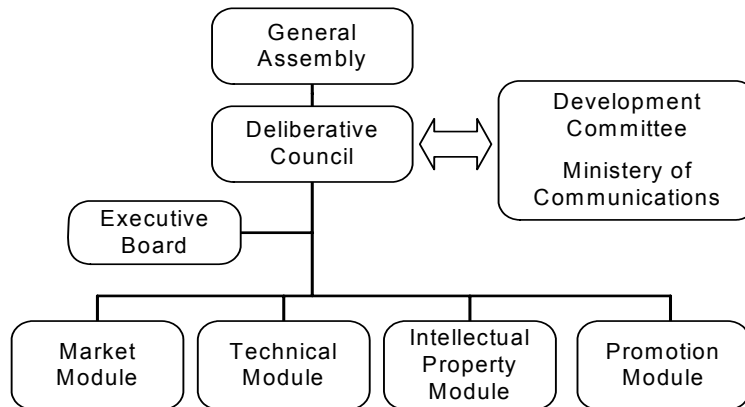 General
Assembly
Deliberative
Council
Development
Committee
Ministery of
Communications
Executive
Board
Market
Module
Technical
Module
Intellectual
Property
Module
Promotion
Module